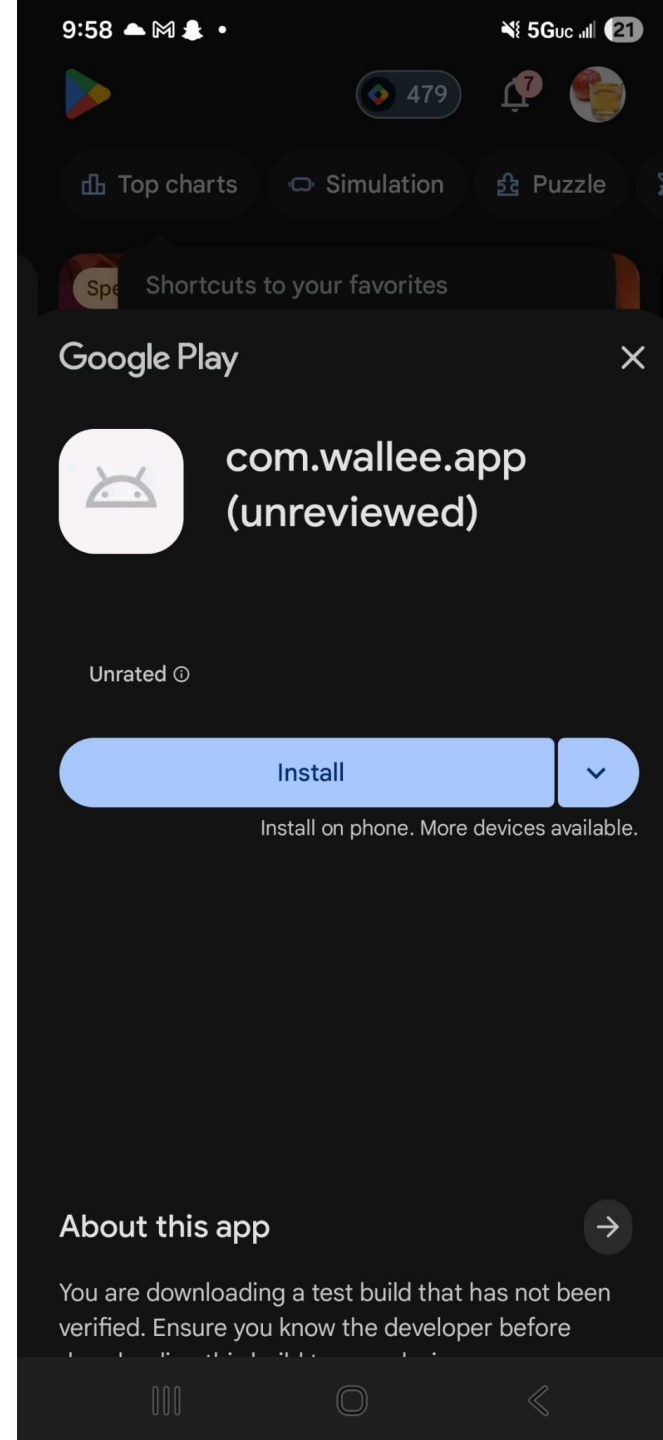 9:58
5Guc 21
479 7
Top charts Simulation Puzzle
Spe Shortcuts to your favorites
Google Play
com.wallee.app
(unreviewed)
Unrated
Install
Install on phone. More devices available.
About this app
You are downloading a test build that has not been
verified. Ensure you know the developer before